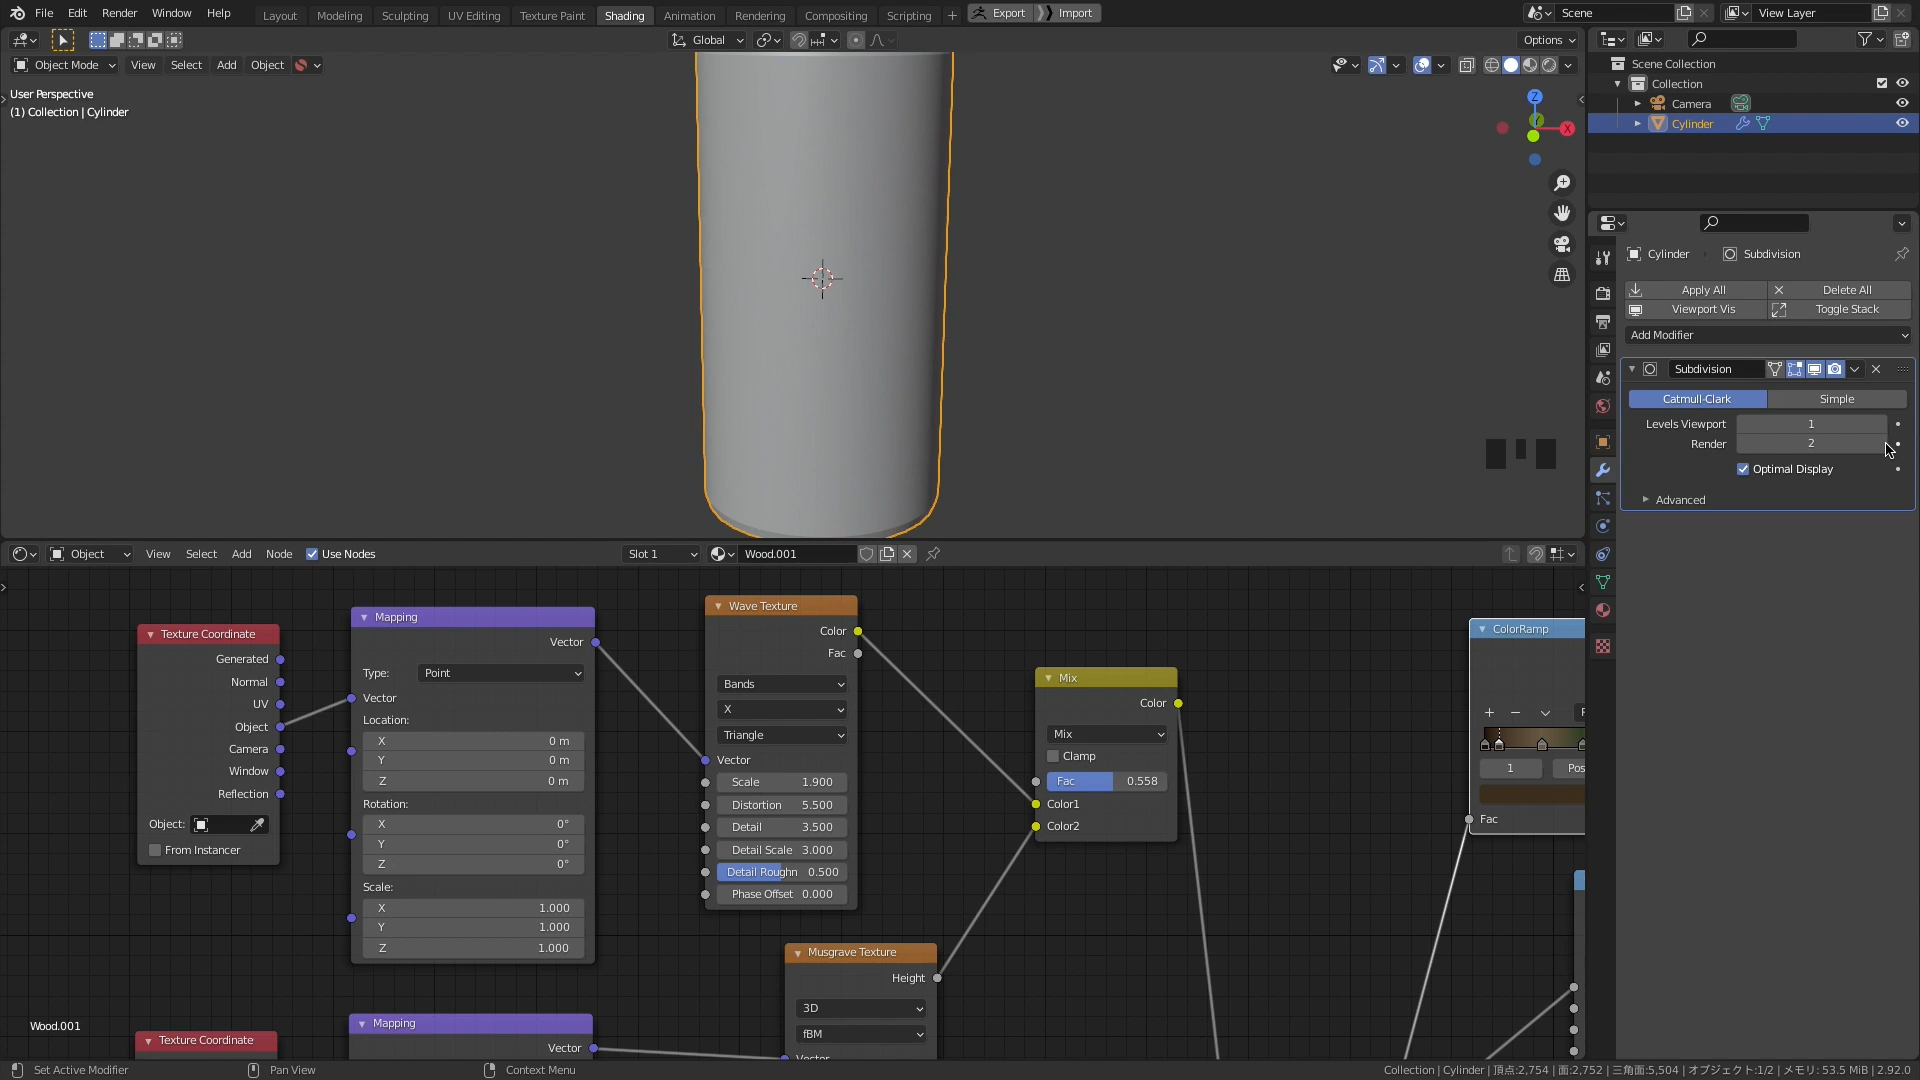 File Edit Render Window Help Layout Modeling Sculpting UV Editing Texture Paint Shading Animation Rendering Compositing Scripting + Export Import Scene View Layer
Global Options
Object Mode View Select Add Object
User Perspective
(1) Collection | Cylinder
Z
Y
X
Scene Collection
Collection
Camera
Cylinder
Cylinder Subdivision
Apply All Delete All
Viewport Vis Toggle Stack
Add Modifier
Subdivision
Catmull-Clark Simple
Levels Viewport 1
Render 2
Optimal Display
Advanced
Object View Select Add Node Use Nodes Slot 1 Wood.001
Texture Coordinate
Generated
Normal
UV
Object
Camera
Window
Reflection
Object:
From Instancer
Mapping
Vector
Type: Point
Vector
Location:
X 0 m
Y 0 m
Z 0 m
Rotation:
X 0°
Y 0°
Z 0°
Scale:
X 1.000
Y 1.000
Z 1.000
Wave Texture
Color
Fac
Bands
X
Triangle
Vector
Scale 1.900
Distortion 5.500
Detail 3.500
Detail Scale 3.000
Detail Roughn 0.500
Phase Offset 0.000
Mix
Color
Mix
Clamp
Fac 0.558
Color1
Color2
ColorRamp
1 Pos
Fac
Musgrave Texture
Height
3D
fBM
Vector
Mapping
Vector
Texture Coordinate
Wood.001
Set Active Modifier Pan View Context Menu Collection | Cylinder | 頂点:2,754 | 面:2,752 | 三角面:5,504 | オブジェクト:1/2 | メモリ: 53.5 MiB | 2.92.0